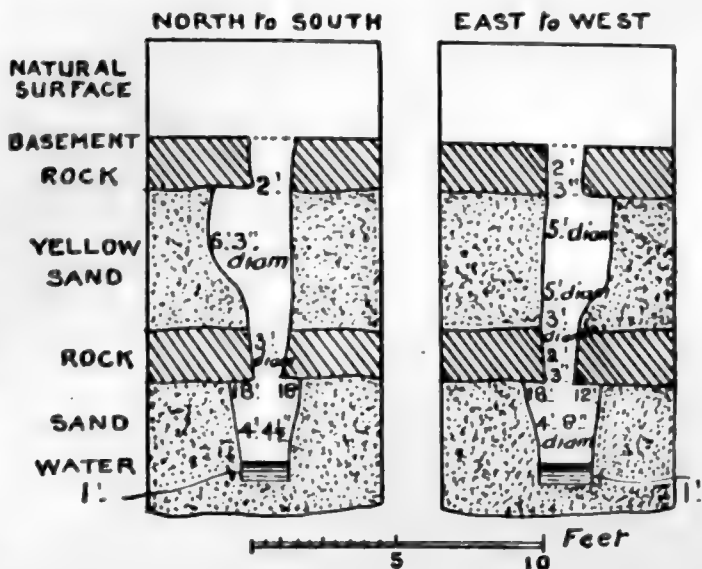 NORTH to SOUTH
EAST to WEST
NATURAL
SURFACE
BASEMENT
ROCK
YELLOW
SAND
ROCK
SAND
WATER
1'.
2'.
6'.3".
diam
3'.
diam
18"
18"
4'.4½"
2'.
3".
5'.diam
5'.diam
3'.
diam
2'.
3".
18"
12"
4'. 8".
diam
1'.
Feet
5
10